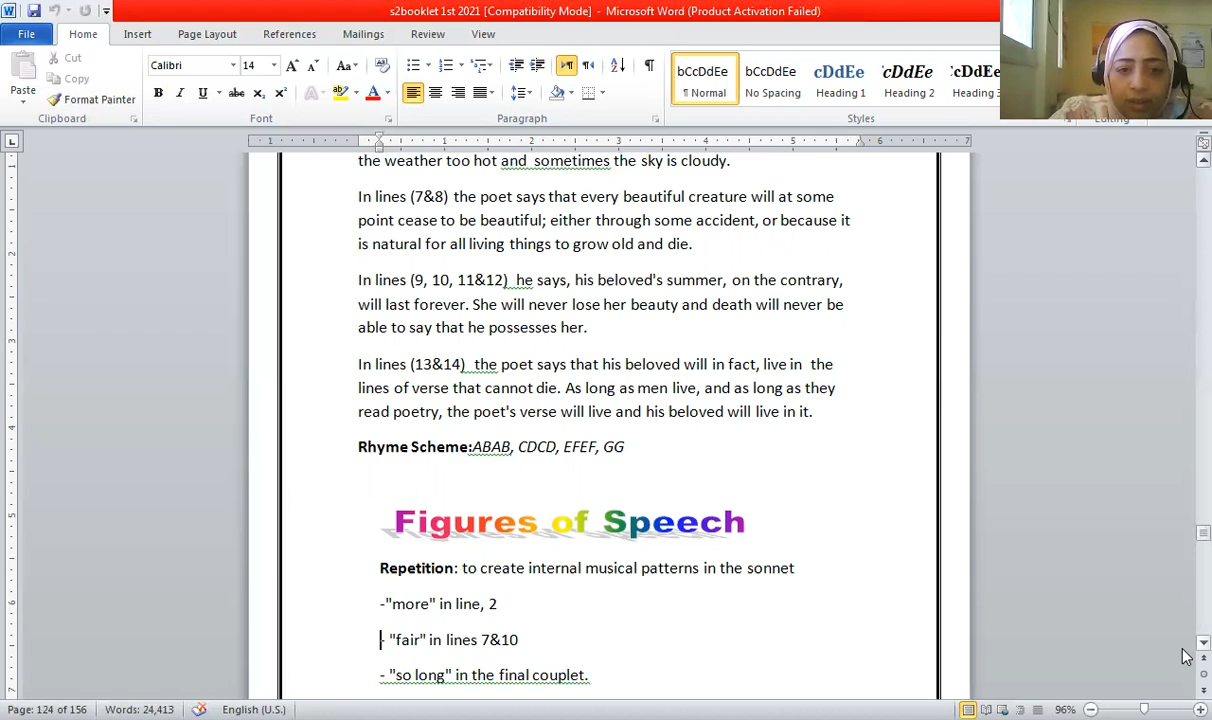 s2booklet 1st 2021 [Compatibility Mode] - Microsoft Word (Product Activation Failed)
File Home Insert Page Layout References Mailings Review View
Paste
Cut
Copy
Format Painter
Calibri 14
AaBbCcDdEe
¶ Normal
No Spacing
Heading 1
Heading 2
Heading 3
Clipboard Font Paragraph Styles Editing
the weather too hot and  sometimes the sky is cloudy.
In lines (7&8) the poet says that every beautiful creature will at some
point cease to be beautiful; either through some accident, or because it
is natural for all living things to grow old and die.
In lines (9, 10, 11&12)  he says, his beloved's summer, on the contrary,
will last forever. She will never lose her beauty and death will never be
able to say that he possesses her.
In lines (13&14)  the poet says that his beloved will in fact, live in  the
lines of verse that cannot die. As long as men live, and as long as they
read poetry, the poet's verse will live and his beloved will live in it.
Rhyme Scheme:ABAB, CDCD, EFEF, GG
Figures of Speech
Repetition: to create internal musical patterns in the sonnet
-"more" in line, 2
- "fair" in lines 7&10
- "so long" in the final couplet.
Page: 124 of 156 Words: 24,413 English (U.S.) 96%